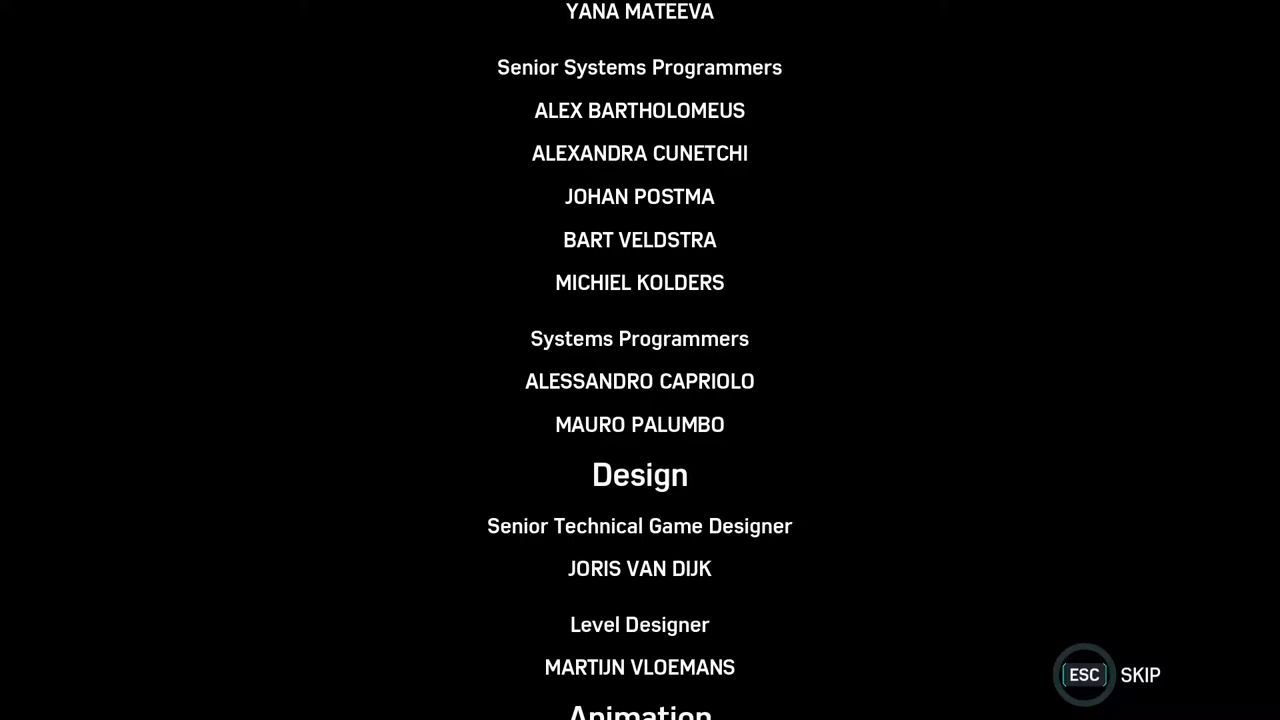 YANA MATEEVA
Senior Systems Programmers
ALEX BARTHOLOMEUS
ALEXANDRA CUNETCHI
JOHAN POSTMA
BART VELDSTRA
MICHIEL KOLDERS
Systems Programmers
ALESSANDRO CAPRIOLO
MAURO PALUMBO
Design
Senior Technical Game Designer
JORIS VAN DIJK
Level Designer
MARTIJN VLOEMANS
ESC SKIP
Animation